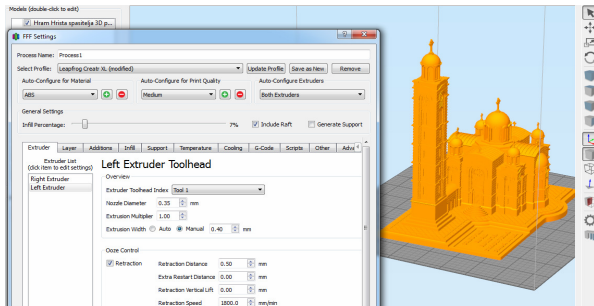 Models (double-click to edit)
Hram Hrista spasitelja 3D p...
FFF Settings
Process Name: Process1
Select Profile: Leapfrog Creatr XL (modified) Update Profile Save as New Remove
Auto-Configure for Material Auto-Configure for Print Quality Auto-Configure Extruders
ABS Medium Both Extruders
General Settings
Infill Percentage: 7% Include Raft Generate Support
Extruder Layer Additions Infill Support Temperature Cooling G-Code Scripts Other Adva
Extruder List
(click item to edit settings)
Right Extruder
Left Extruder
Left Extruder Toolhead
Overview
Extruder Toolhead Index Tool 1
Nozzle Diameter 0.35 mm
Extrusion Multiplier 1.00
Extrusion Width Auto Manual 0.40 mm
Ooze Control
Retraction Retraction Distance 0.50 mm
Extra Restart Distance 0.00 mm
Retraction Vertical Lift 0.00 mm
Retraction Speed 1800.0 mm/min